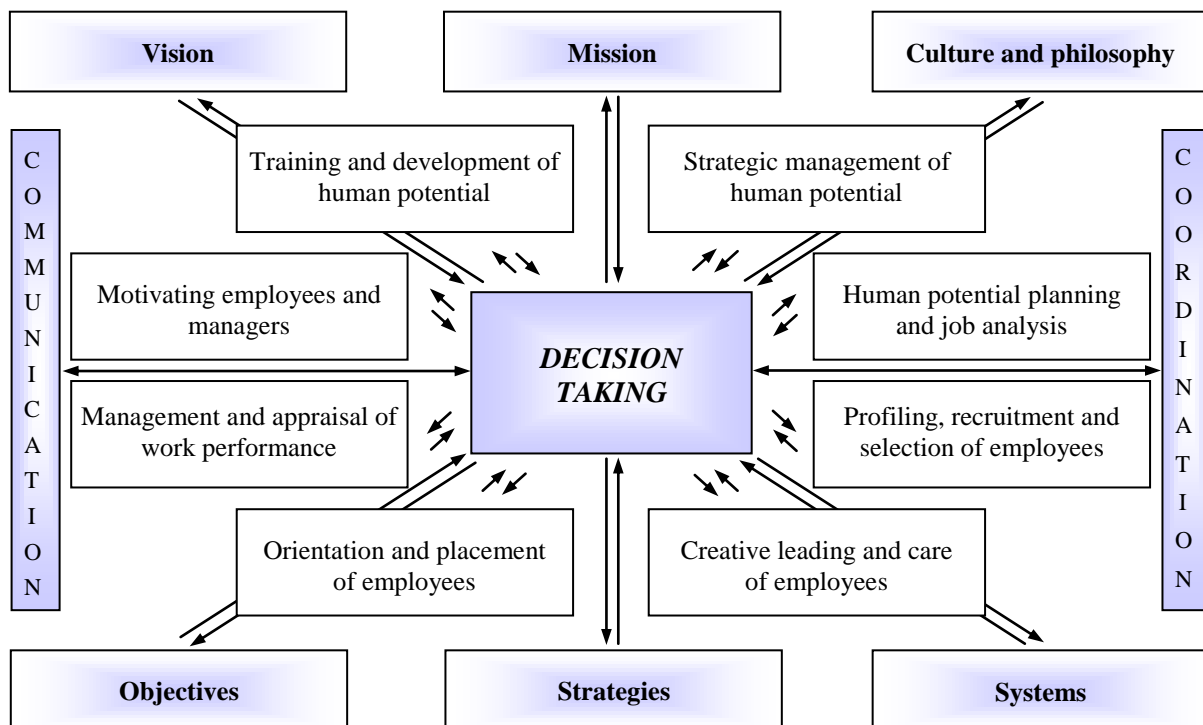 Vision
Mission
Culture and philosophy
COMMUNICATION
Training and development of
human potential
Strategic management of
human potential
COORDINATION
Motivating employees and
managers
DECISION
TAKING
Human potential planning
and job analysis
Management and appraisal of
work performance
Profiling, recruitment and
selection of employees
Orientation and placement
of employees
Creative leading and care
of employees
Objectives
Strategies
Systems